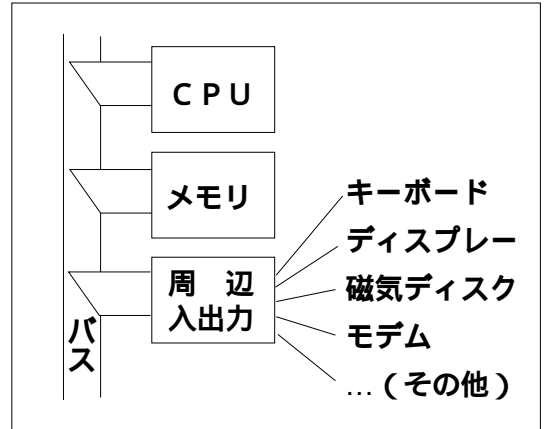 ＣＰＵ
メモリ
周　辺
入出力
キーボード
ディスプレー
磁気ディスク
モデム
…（その他）
バス